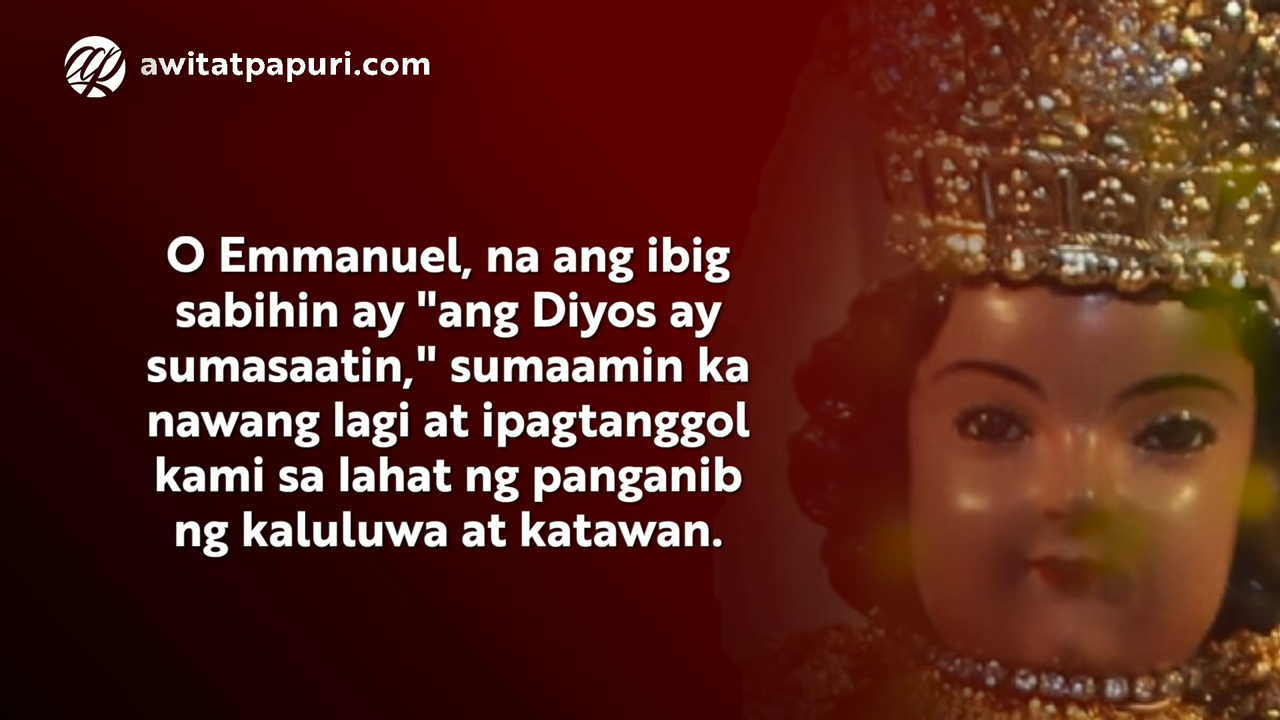 awitatpapuri.com
O Emmanuel, na ang ibig
sabihin ay "ang Diyos ay
sumasaatin," sumaamin ka
nawang lagi at ipagtanggol
kami sa lahat ng panganib
ng kaluluwa at katawan.